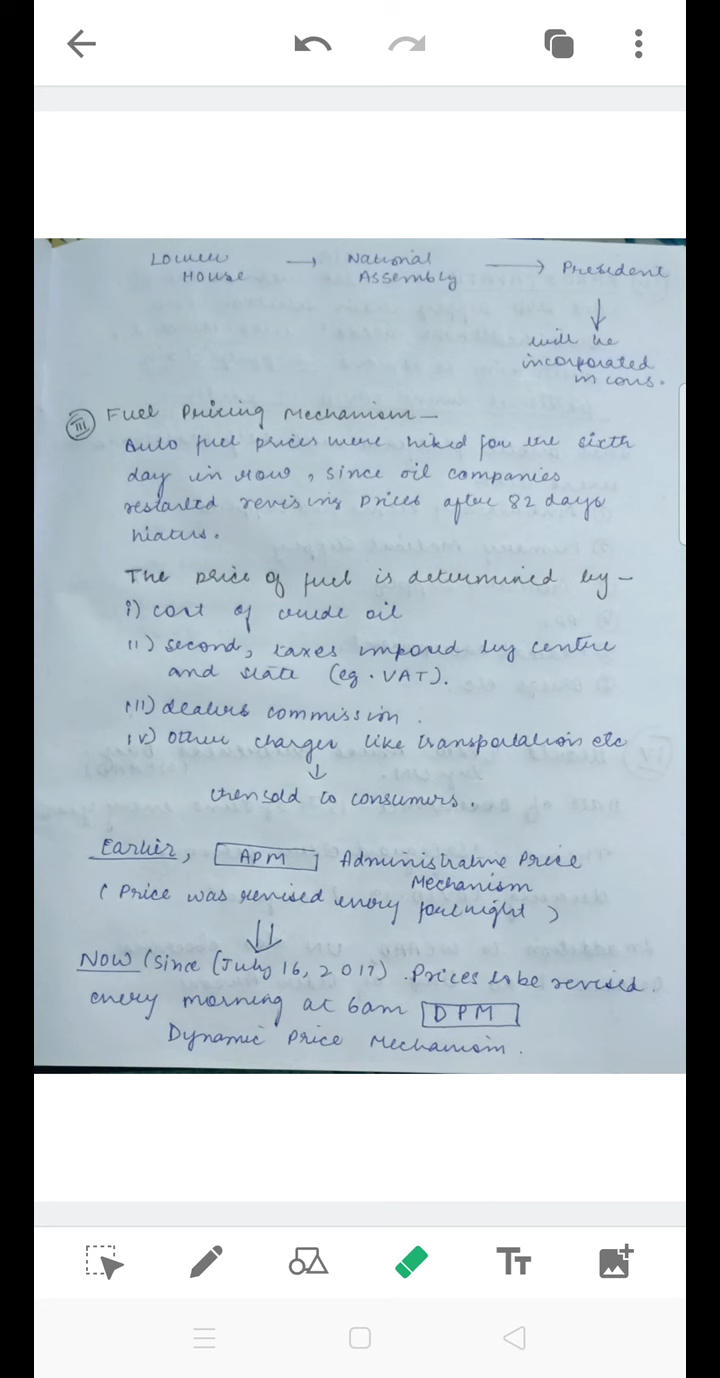 Lower → National → President
House Assembly
↓
will be
incorporated
in cons.
III Fuel Pricing Mechanism –
Auto fuel prices were hiked for the sixth
day in row, since oil companies
restarted revising prices after 82 days
hiatus.
The price of fuel is determined by –
i) cost of crude oil
ii) second, taxes imposed by centre
and state (eg. VAT).
iii) dealers commission.
iv) other charges like transportation etc
↓
then sold to consumers.
Earlier, APM Administrative Price
Mechanism
( Price was revised every fortnight )
⇓
Now (since (July 16, 2017). Prices to be revised.
every morning at 6am DPM
Dynamic Price Mechanism.
TT